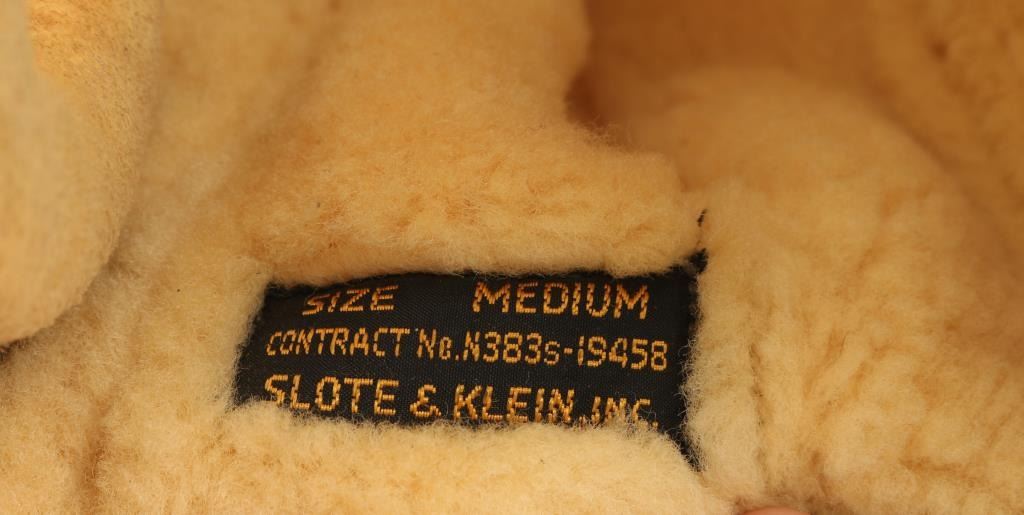 SIZE MEDIUM
CONTRACT No. N383s-19458
SLOTE & KLEIN, INC.